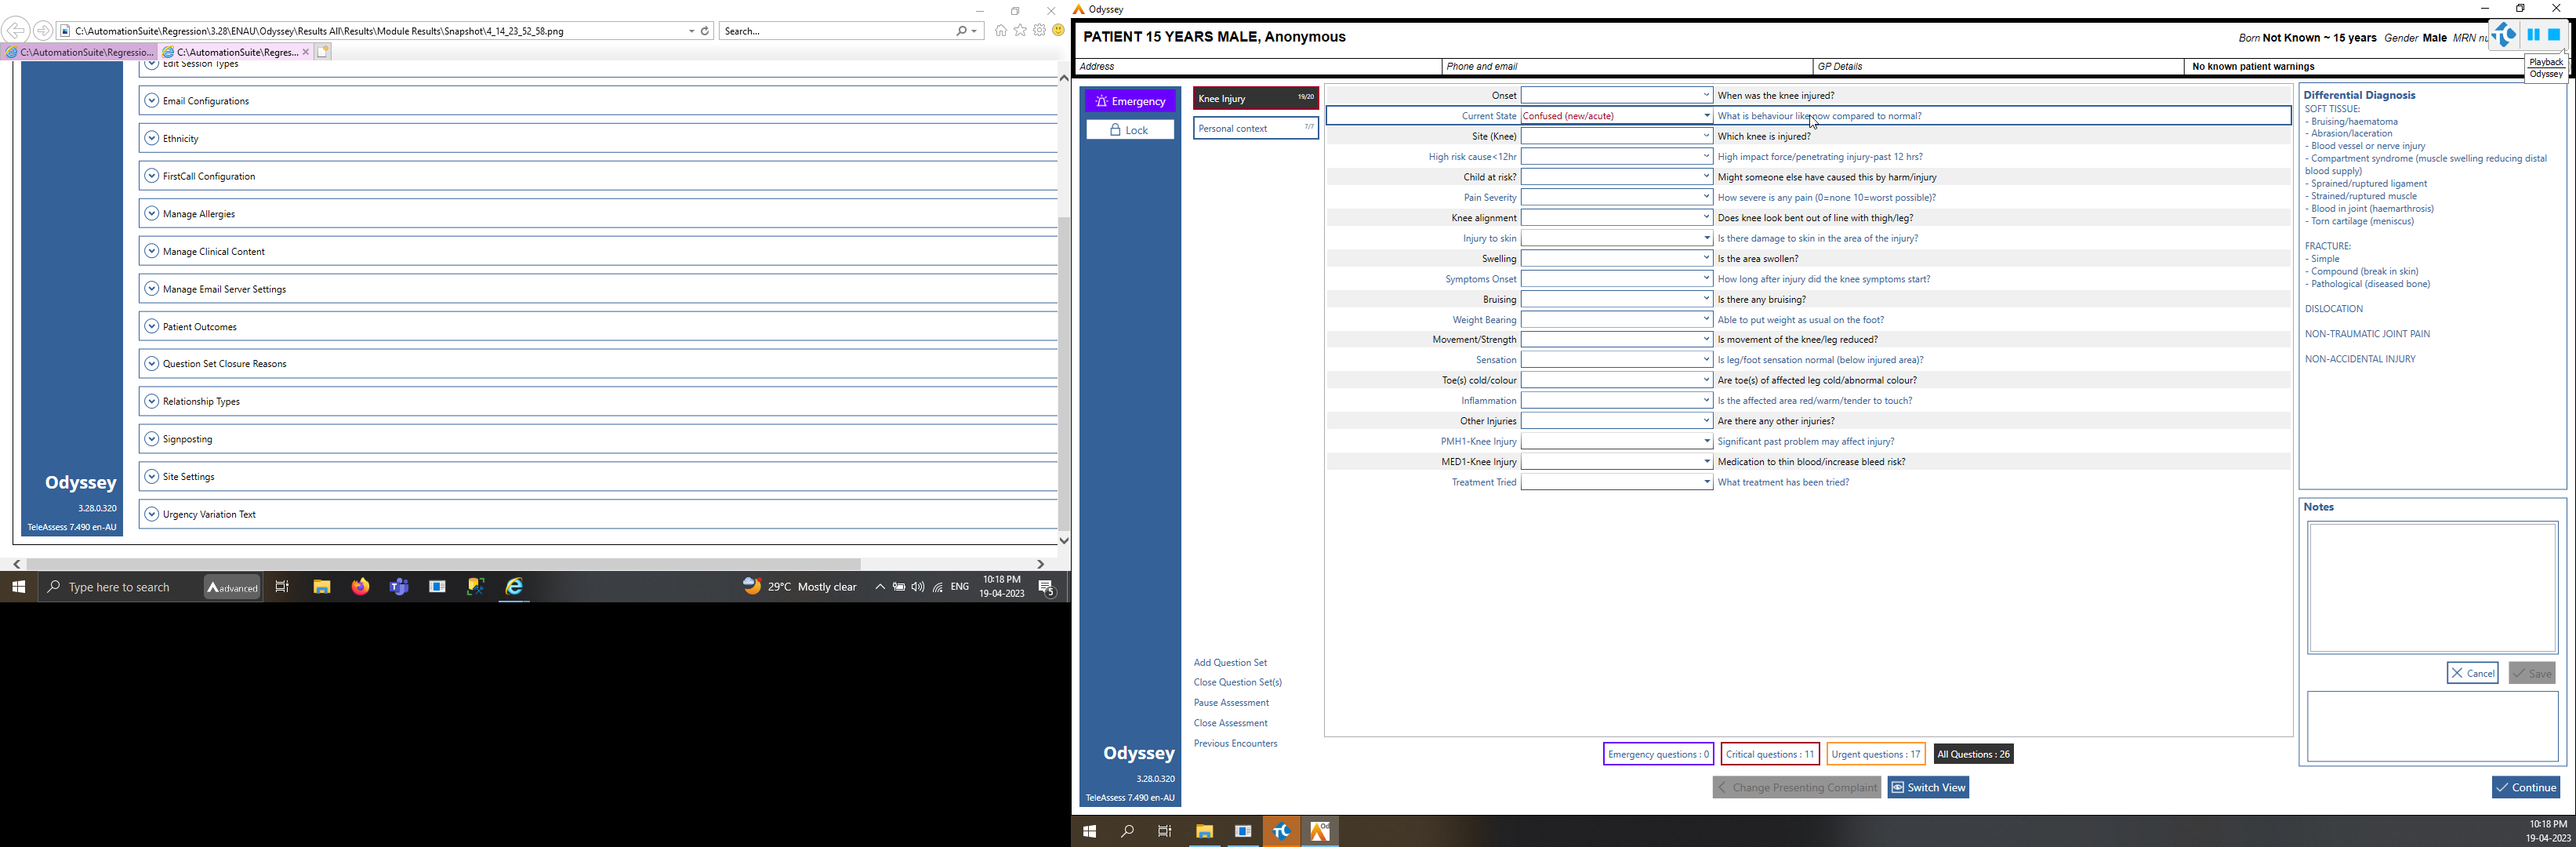 C:\AutomationSuite\Regression\3.28\ENAU\Odyssey\Results All\Results\Module Results\Snapshot\4_14_23_52_58.png
Search...
C:\AutomationSuite\Regressio...
C:\AutomationSuite\Regres...
Edit Session Types
Email Configurations
Ethnicity
FirstCall Configuration
Manage Allergies
Manage Clinical Content
Manage Email Server Settings
Patient Outcomes
Question Set Closure Reasons
Relationship Types
Signposting
Site Settings
Urgency Variation Text
Odyssey
3.28.0.320
TeleAssess 7.490 en-AU
Type here to search
advanced
29°C Mostly clear
ENG
10:18 PM
19-04-2023
5
Odyssey
PATIENT 15 YEARS MALE, Anonymous
Born Not Known ~ 15 years Gender Male MRN nu
Playback
Odyssey
Address
Phone and email
GP Details
No known patient warnings
Emergency
Lock
Knee Injury 19/20
Personal context 7/7
Onset When was the knee injured?
Current State Confused (new/acute) What is behaviour like now compared to normal?
Site (Knee) Which knee is injured?
High risk cause<12hr High impact force/penetrating injury-past 12 hrs?
Child at risk? Might someone else have caused this by harm/injury
Pain Severity How severe is any pain (0=none 10=worst possible)?
Knee alignment Does knee look bent out of line with thigh/leg?
Injury to skin Is there damage to skin in the area of the injury?
Swelling Is the area swollen?
Symptoms Onset How long after injury did the knee symptoms start?
Bruising Is there any bruising?
Weight Bearing Able to put weight as usual on the foot?
Movement/Strength Is movement of the knee/leg reduced?
Sensation Is leg/foot sensation normal (below injured area)?
Toe(s) cold/colour Are toe(s) of affected leg cold/abnormal colour?
Inflammation Is the affected area red/warm/tender to touch?
Other Injuries Are there any other injuries?
PMH1-Knee Injury Significant past problem may affect injury?
MED1-Knee Injury Medication to thin blood/increase bleed risk?
Treatment Tried What treatment has been tried?
Add Question Set
Close Question Set(s)
Pause Assessment
Close Assessment
Previous Encounters
Odyssey
3.28.0.320
TeleAssess 7.490 en-AU
Emergency questions : 0
Critical questions : 11
Urgent questions : 17
All Questions : 26
Change Presenting Complaint
Switch View
Differential Diagnosis
SOFT TISSUE:
- Bruising/haematoma
- Abrasion/laceration
- Blood vessel or nerve injury
- Compartment syndrome (muscle swelling reducing distal
blood supply)
- Sprained/ruptured ligament
- Strained/ruptured muscle
- Blood in joint (haemarthrosis)
- Torn cartilage (meniscus)
FRACTURE:
- Simple
- Compound (break in skin)
- Pathological (diseased bone)
DISLOCATION
NON-TRAUMATIC JOINT PAIN
NON-ACCIDENTAL INJURY
Notes
Cancel
Save
Continue
10:18 PM
19-04-2023